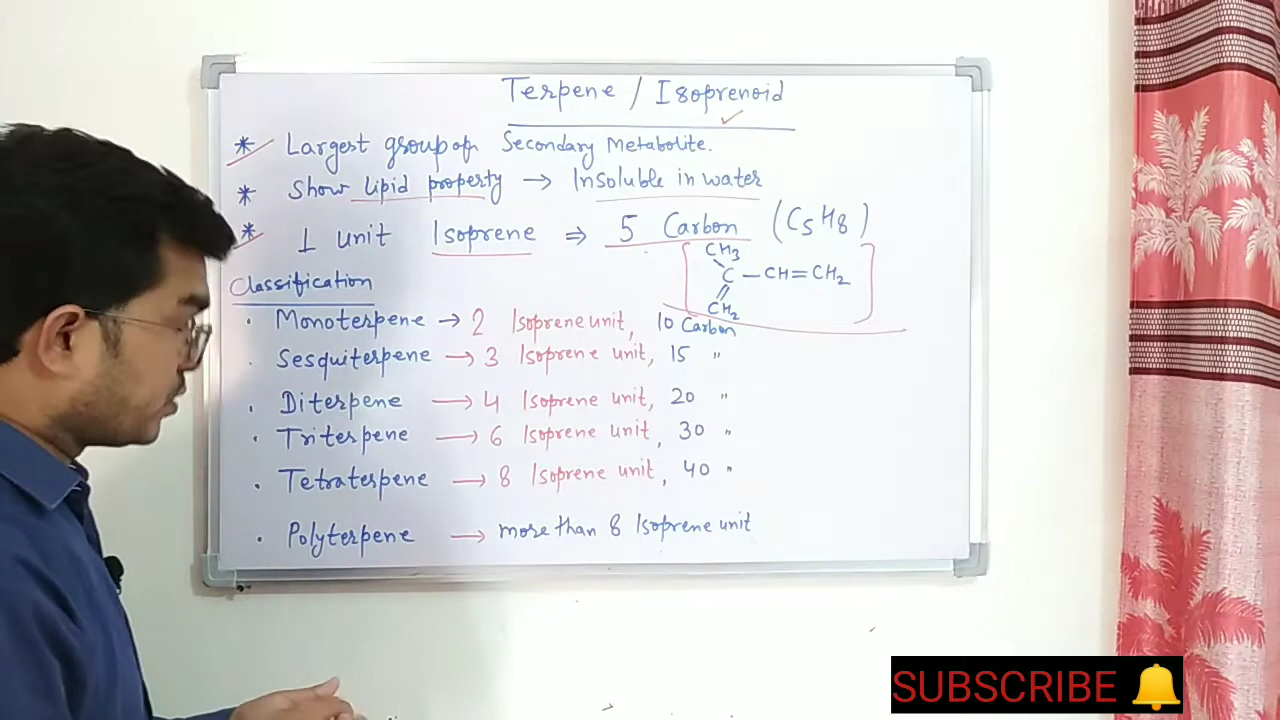 Terpene / Isoprenoid
* Largest group of Secondary Metabolite.
* Show lipid property → Insoluble in water
* 1 unit Isoprene ⇒ 5 Carbon (C5H8)
CH3
C — CH = CH2
CH2
Classification
· Monoterpene → 2 Isoprene unit, 10 Carbon
· Sesquiterpene → 3 Isoprene unit, 15 "
· Diterpene → 4 Isoprene unit, 20 "
· Triterpene → 6 Isoprene unit, 30 "
· Tetraterpene → 8 Isoprene unit, 40 "
· Polyterpene → more than 8 Isoprene unit
SUBSCRIBE